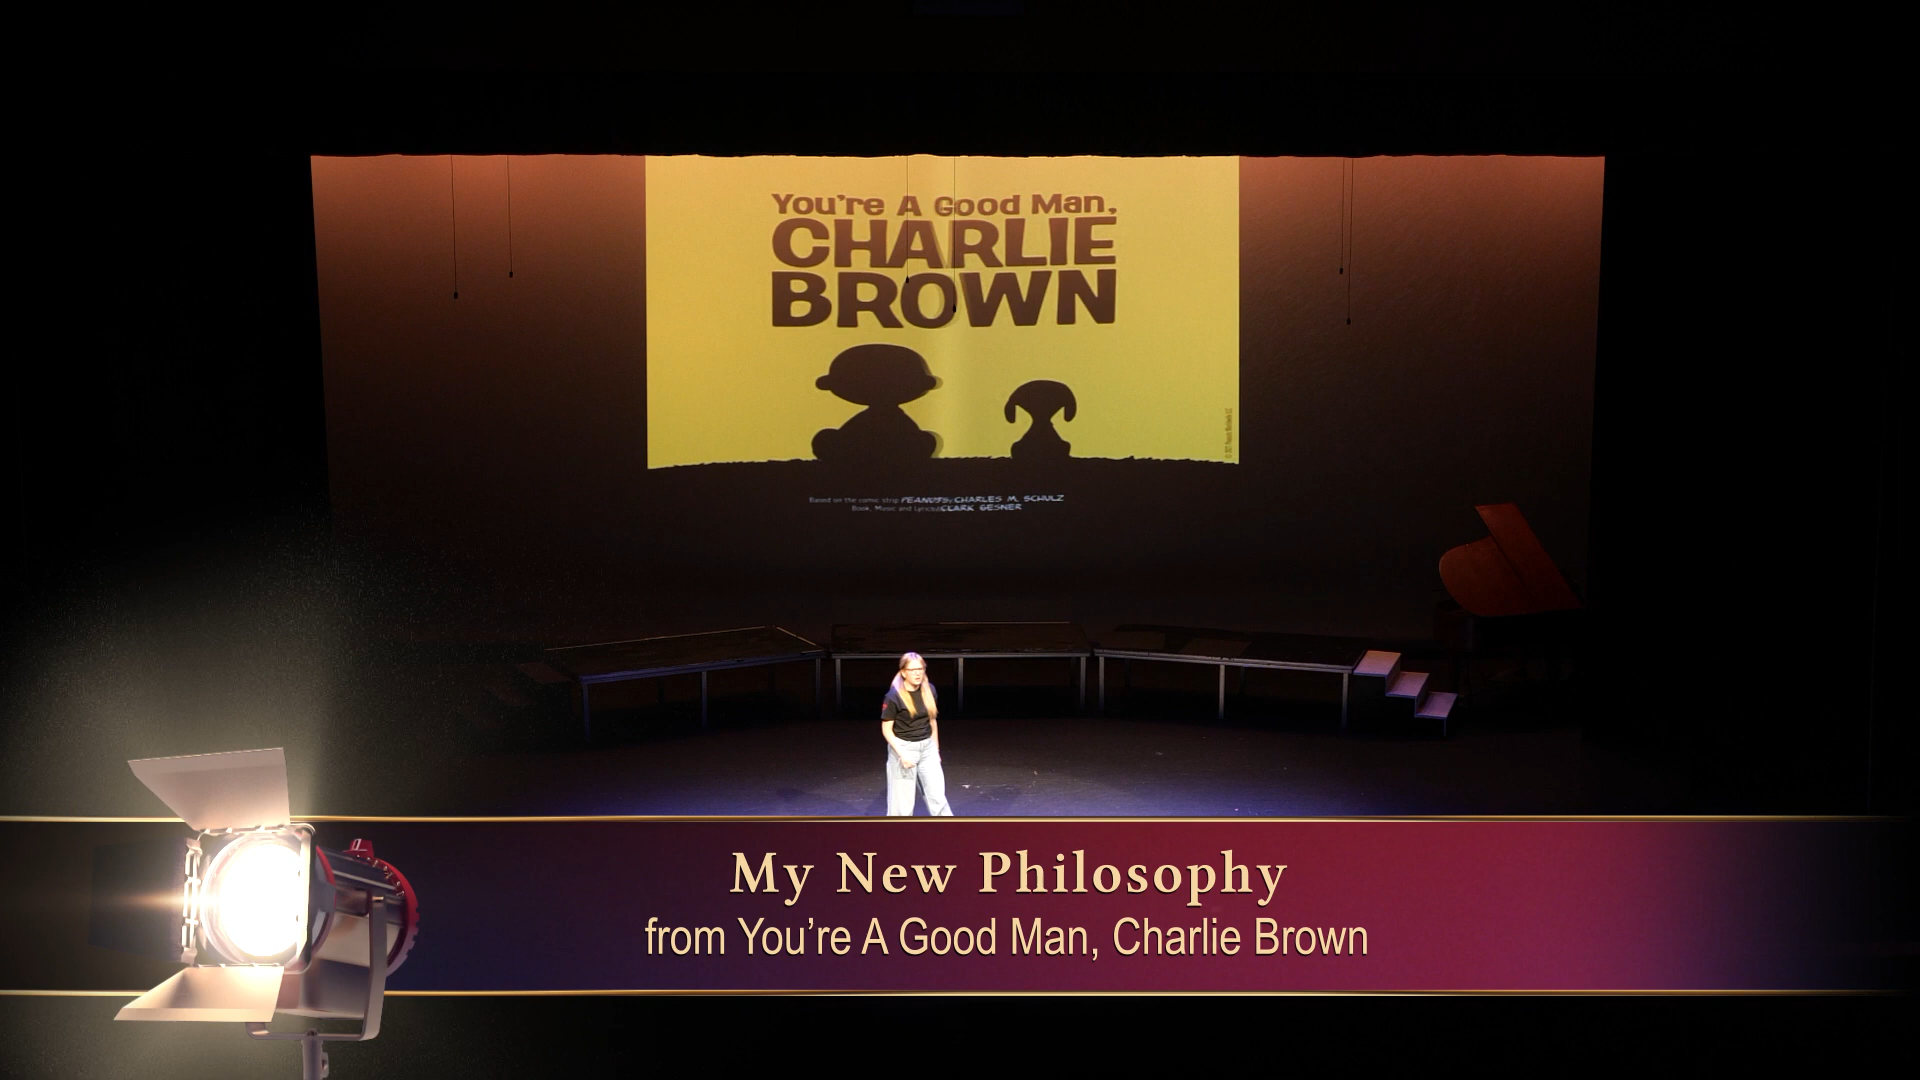 You're A Good Man,
CHARLIE
BROWN
Based on the comic strip PEANUTS by CHARLES M. SCHULZ
Book, Music and Lyrics by CLARK GESNER
My New Philosophy
from You’re A Good Man, Charlie Brown